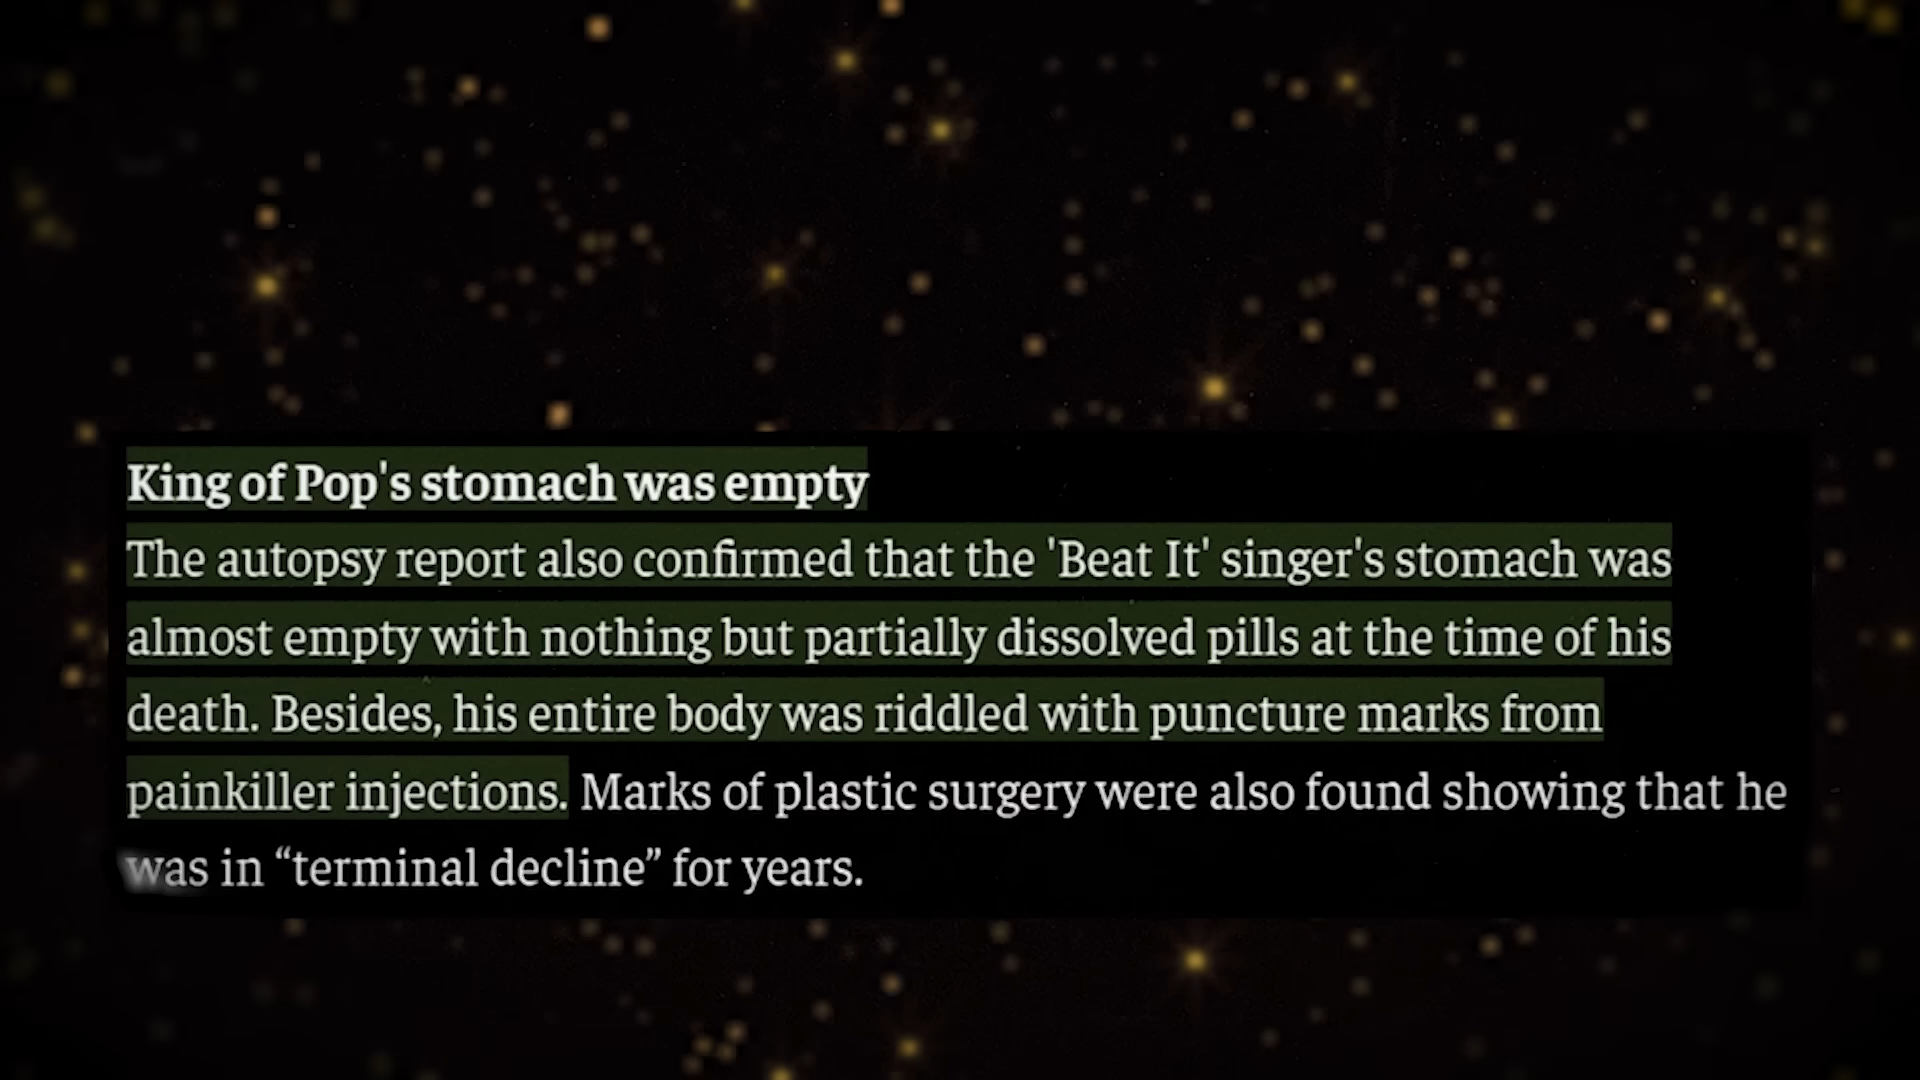 King of Pop's stomach was empty
The autopsy report also confirmed that the 'Beat It' singer's stomach was
almost empty with nothing but partially dissolved pills at the time of his
death. Besides, his entire body was riddled with puncture marks from
painkiller injections. Marks of plastic surgery were also found showing that he
was in “terminal decline” for years.